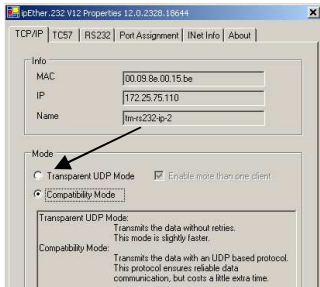 ipEther.232 V12 Properties 12.0.2328.18644
TCP/IP TC57 RS232 Port Assignment INet Info About
Info
MAC 00.09.8e.00.15.be
IP 172.25.75.110
Name tm-rs232-ip-2
Mode
Transparent UDP Mode Enable more than one client
Compatibility Mode
Transparent UDP Mode:
Transmits the data without retries.
This mode is slightly faster.
Compatibility Mode:
Transmits the data with an UDP based protocol.
This protocol ensures reliable data
communication, but costs a little extra time.